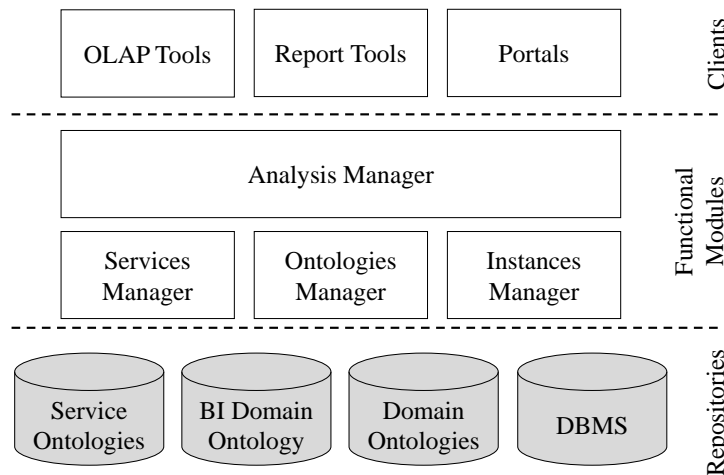 OLAP Tools
Report Tools
Portals
Clients
Analysis Manager
Functional
Modules
Services
Manager
Ontologies
Manager
Instances
Manager
Service
Ontologies
BI Domain
Ontology
Domain
Ontologies
DBMS
Repositories